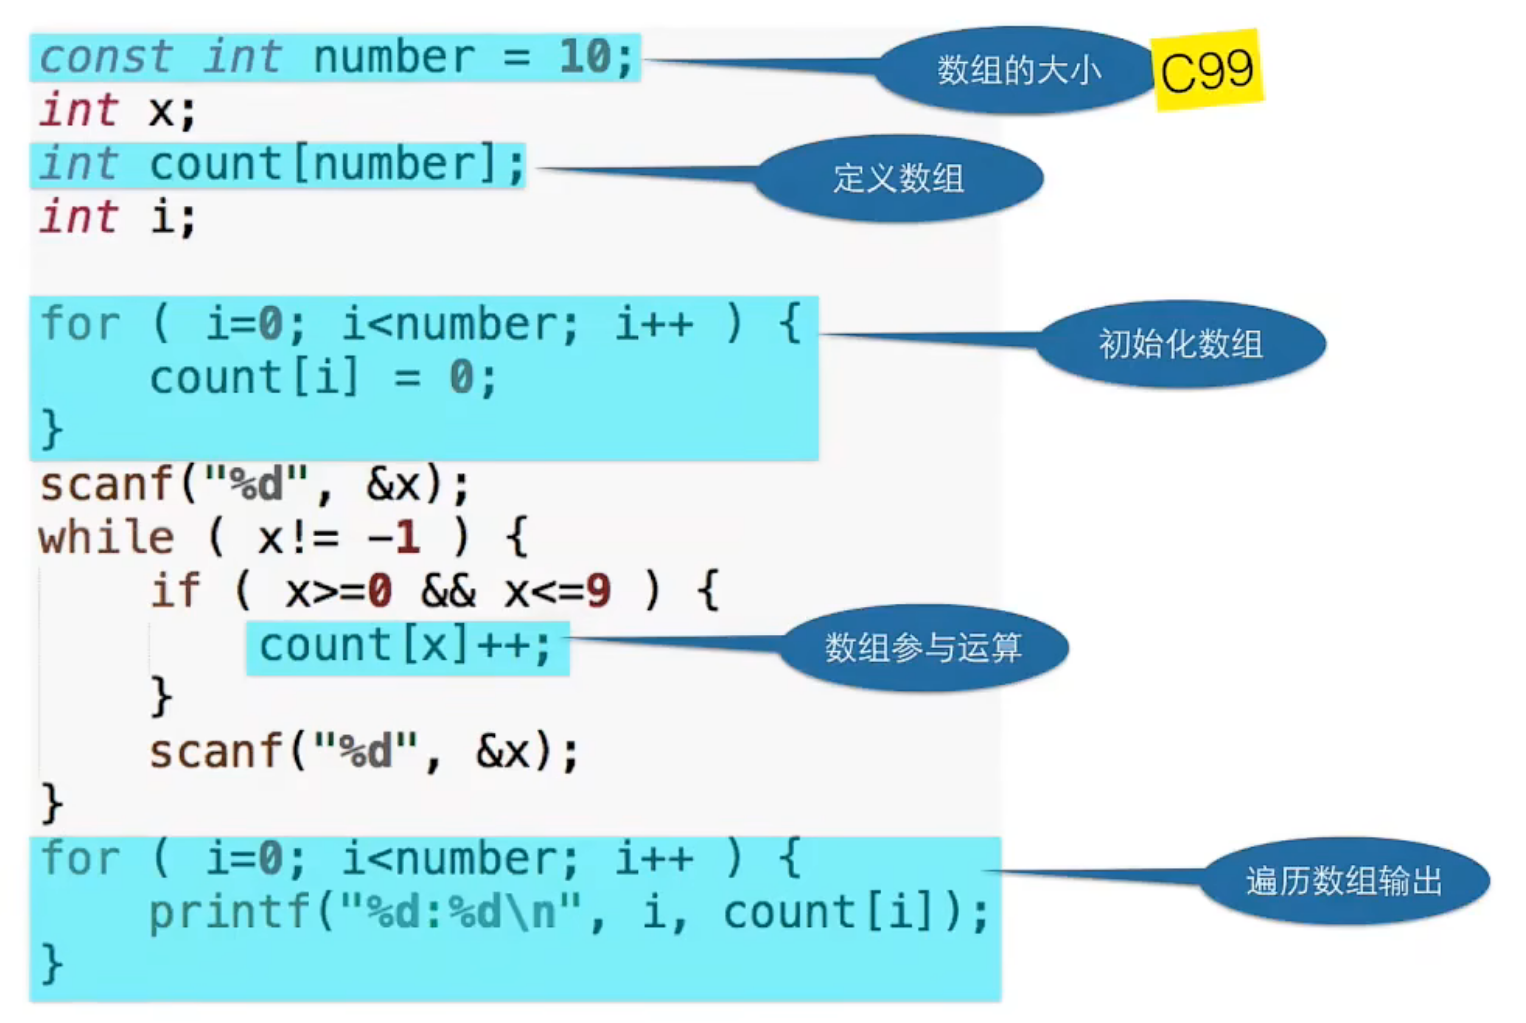 const int number = 10;
数组的大小
C99
int x;
int count[number];
定义数组
int i;
for ( i=0; i<number; i++ ) {
初始化数组
    count[i] = 0;
}
scanf("%d", &x);
while ( x!= -1 ) {
    if ( x>=0 && x<=9 ) {
        count[x]++;
数组参与运算
    }
    scanf("%d", &x);
}
for ( i=0; i<number; i++ ) {
遍历数组输出
    printf("%d:%d\n", i, count[i]);
}